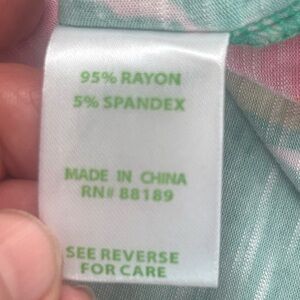 95% RAYON
5% SPANDEX
MADE IN CHINA
RN# 88189
SEE REVERSE
FOR CARE